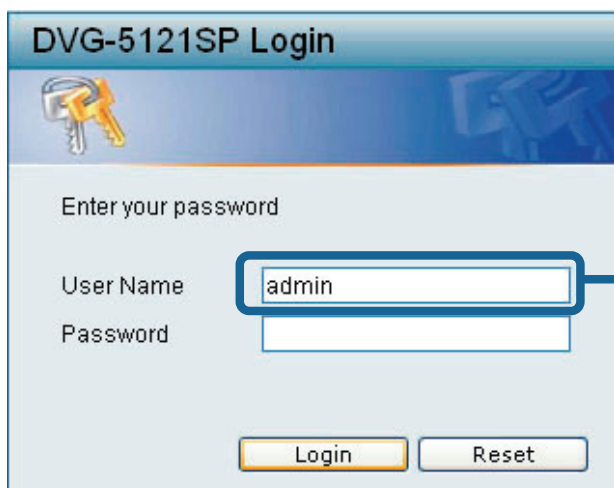 DVG-5121SP Login
Enter your password
User Name admin
Password
Login Reset